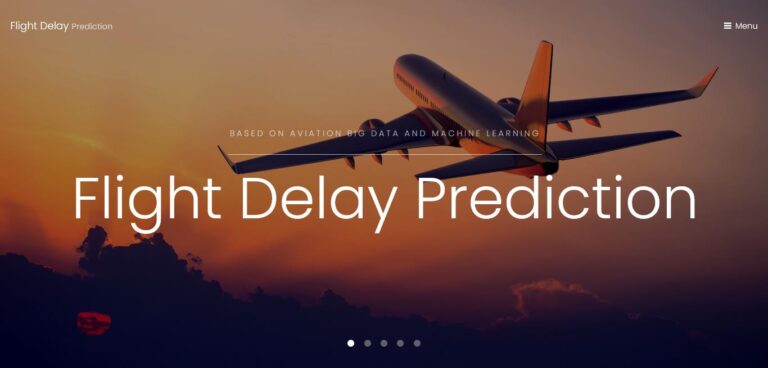 Flight Delay Prediction
Menu
BASED ON AVIATION BIG DATA AND MACHINE LEARNING
Flight Delay Prediction